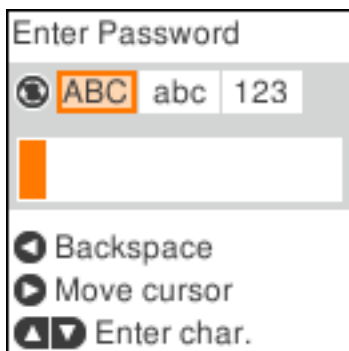 Enter Password
ABC abc 123
Backspace
Move cursor
Enter char.